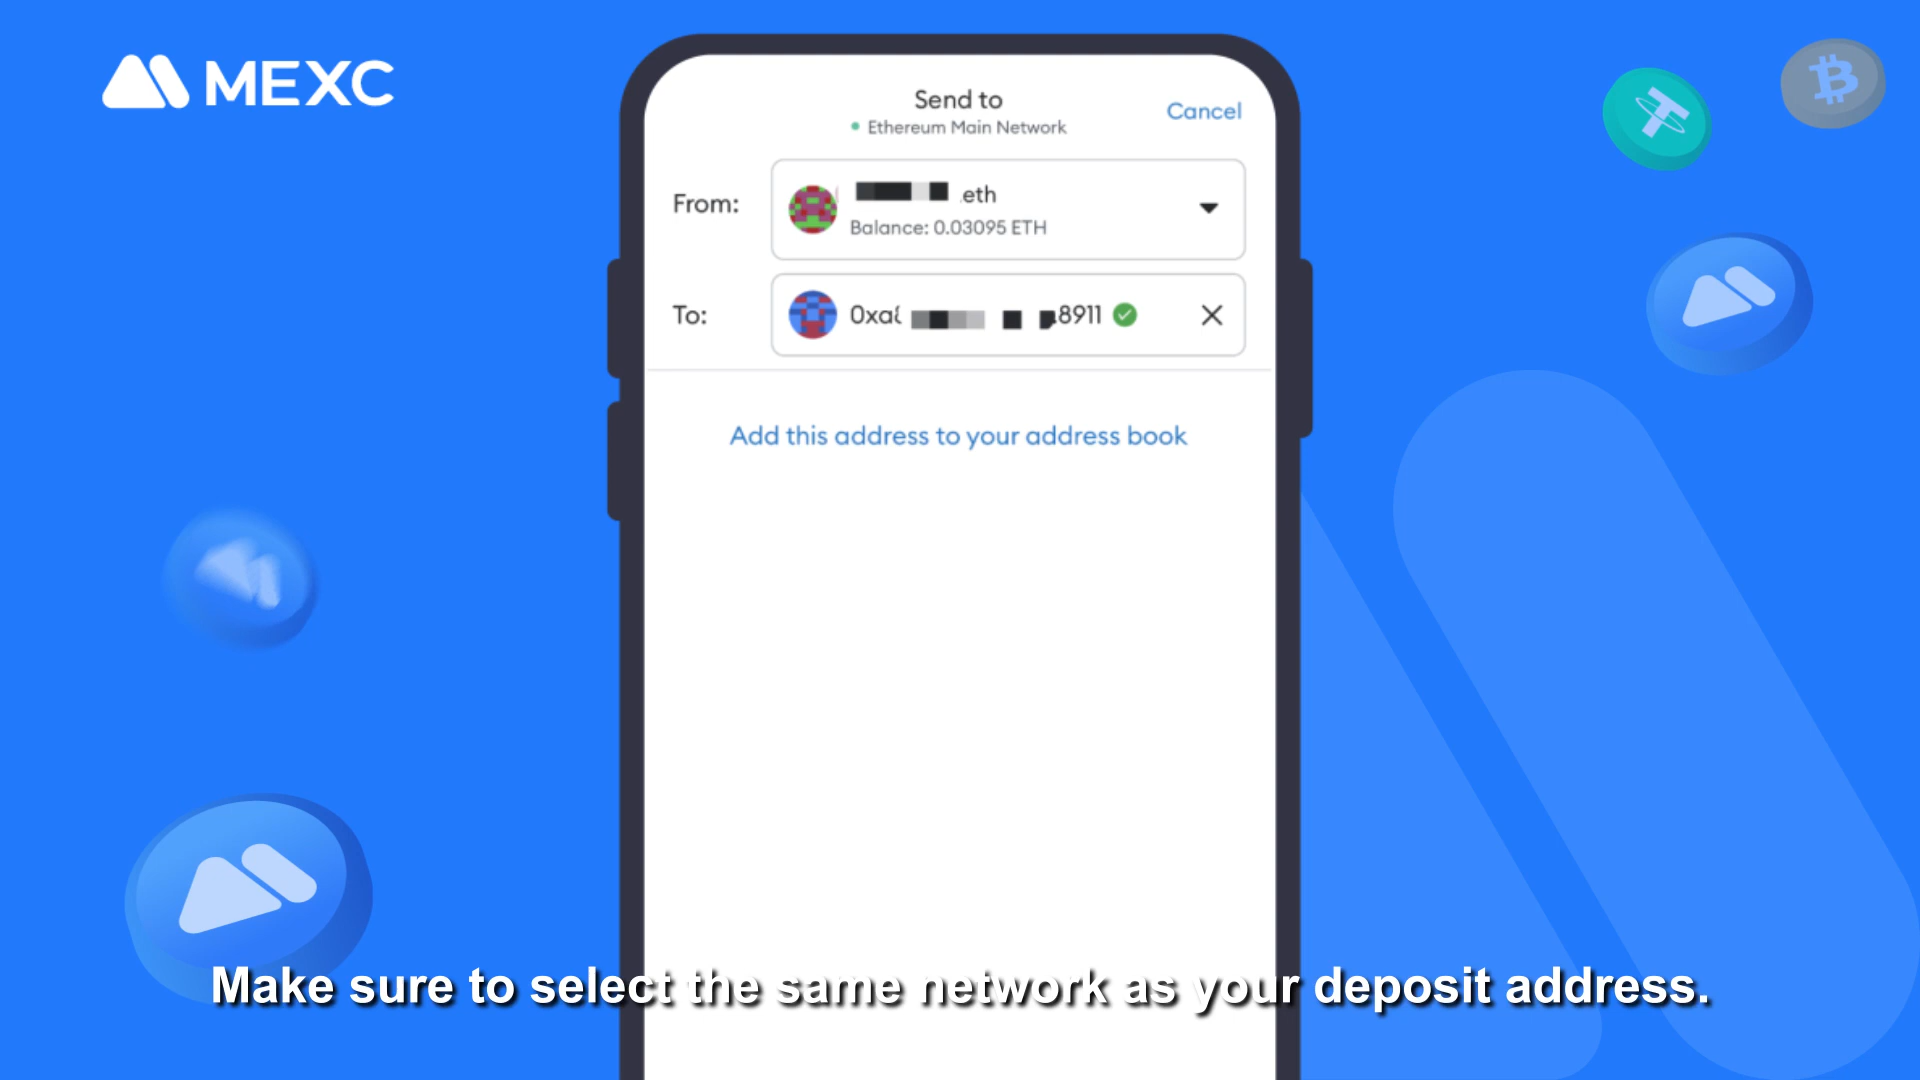 MEXC
Send to
Cancel
Ethereum Main Network
From:
.eth
Balance: 0.03095 ETH
To:
8911
Add this address to your address book
Make sure to select the same network as your deposit address.